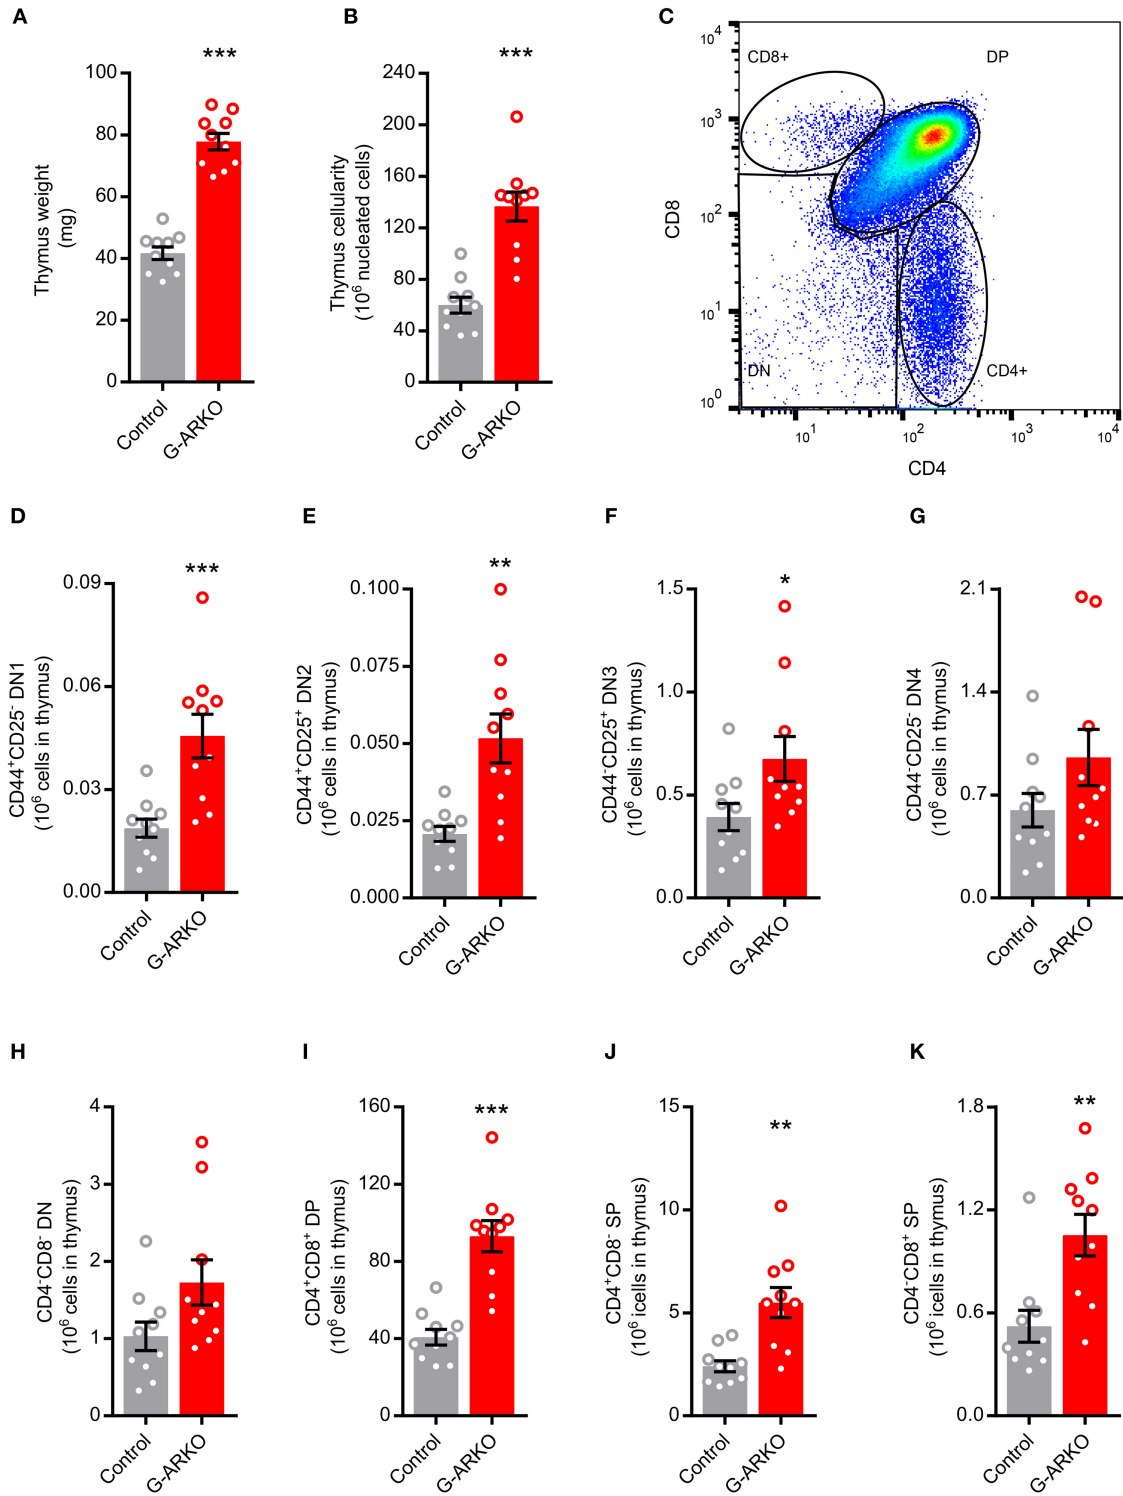 A
B
C
***
***
100
80
60
40
20
0
Thymus weight
(mg)
Control
G-ARKO
240
200
160
120
80
40
0
Thymus cellularity
(10⁶ nucleated cells)
Control
G-ARKO
10⁴
10³
10²
10¹
10⁰
CD8
CD8+
DP
DN
CD4+
10¹
10²
10³
10⁴
CD4
D
E
F
G
***
0.09
0.06
0.03
0.00
CD44⁺CD25⁻ DN1
(10⁶ cells in thymus)
Control
G-ARKO
**
0.100
0.075
0.050
0.025
0.000
CD44⁺CD25⁺ DN2
(10⁶ cells in thymus)
Control
G-ARKO
*
1.5
1.0
0.5
0.0
CD44⁻CD25⁺ DN3
(10⁶ cells in thymus)
Control
G-ARKO
2.1
1.4
0.7
0.0
CD44⁻CD25⁻ DN4
(10⁶ cells in thymus)
Control
G-ARKO
H
I
J
K
4
3
2
1
0
CD4⁻CD8⁻ DN
(10⁶ cells in thymus)
Control
G-ARKO
***
160
120
80
40
0
CD4⁺CD8⁺ DP
(10⁶ cells in thymus)
Control
G-ARKO
**
15
10
5
0
CD4⁺CD8⁻ SP
(10⁶ icells in thymus)
Control
G-ARKO
**
1.8
1.2
0.6
0.0
CD4⁻CD8⁺ SP
(10⁶ icells in thymus)
Control
G-ARKO